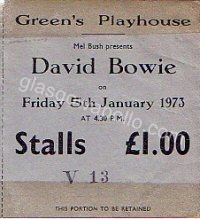 Green's Playhouse
Mel Bush presents
David Bowie
on
Friday 5th January 1973
AT 4.30 P.M.
Stalls £1.00
V 13
THIS PORTION TO BE RETAINED